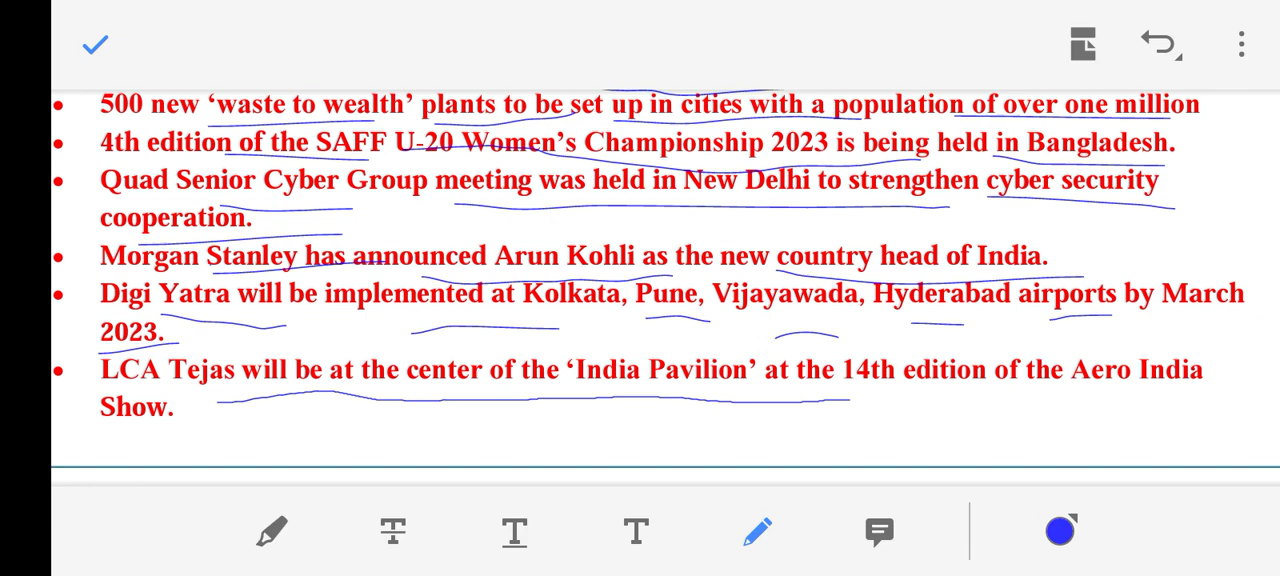 • 500 new ‘waste to wealth’ plants to be set up in cities with a population of over one million
• 4th edition of the SAFF U-20 Women’s Championship 2023 is being held in Bangladesh.
• Quad Senior Cyber Group meeting was held in New Delhi to strengthen cyber security
cooperation.
• Morgan Stanley has announced Arun Kohli as the new country head of India.
• Digi Yatra will be implemented at Kolkata, Pune, Vijayawada, Hyderabad airports by March
2023.
• LCA Tejas will be at the center of the ‘India Pavilion’ at the 14th edition of the Aero India
Show.
T T T